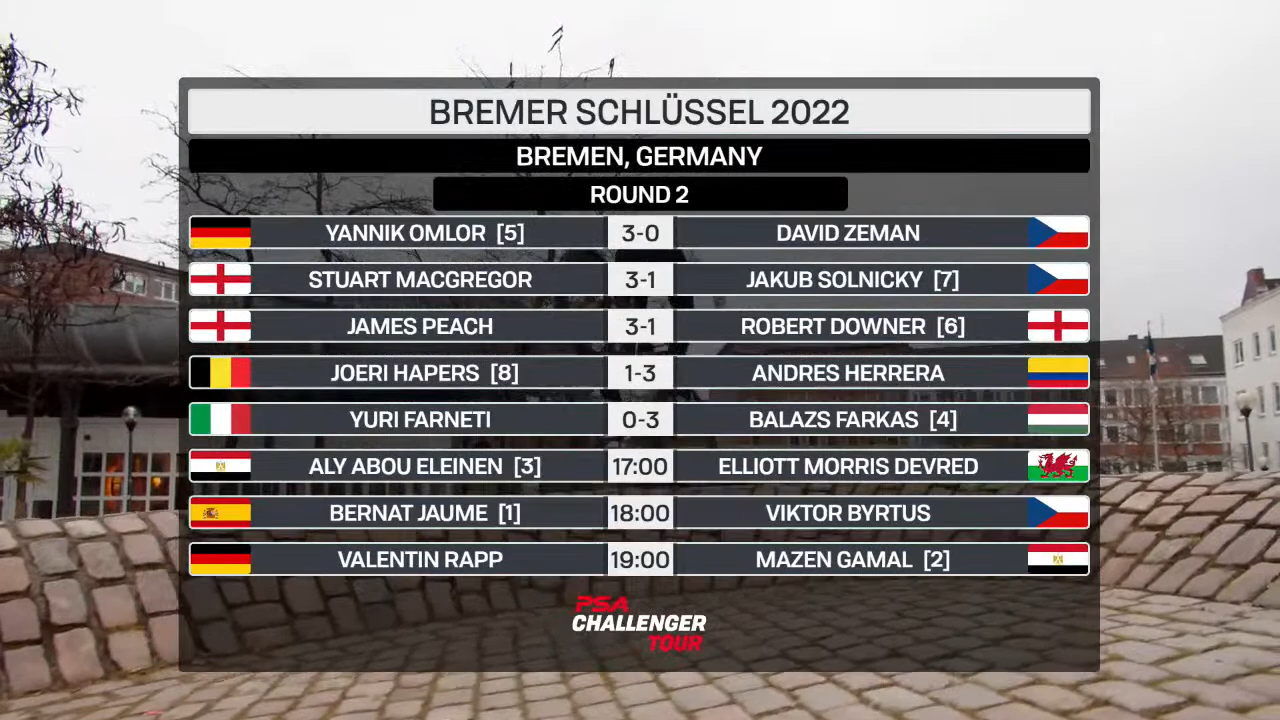 BREMER SCHLÜSSEL 2022
BREMEN, GERMANY
ROUND 2
YANNIK OMLOR [5] 3-0 DAVID ZEMAN
STUART MACGREGOR 3-1 JAKUB SOLNICKY [7]
JAMES PEACH 3-1 ROBERT DOWNER [6]
JOERI HAPERS [8] 1-3 ANDRES HERRERA
YURI FARNETI 0-3 BALAZS FARKAS [4]
ALY ABOU ELEINEN [3] 17:00 ELLIOTT MORRIS DEVRED
BERNAT JAUME [1] 18:00 VIKTOR BYRTUS
VALENTIN RAPP 19:00 MAZEN GAMAL [2]
PSA
CHALLENGER
TOUR